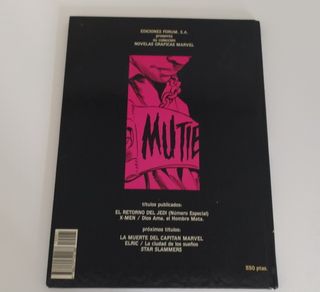 EDICIONES FORUM, S.A.
presenta
su colección
NOVELAS GRAFICAS MARVEL
MUTIE
títulos publicados:
EL RETORNO DEL JEDI (Número Especial)
X-MEN / Dios Ama, el Hombre Mata.
próximos títulos:
LA MUERTE DEL CAPITAN MARVEL
ELRIC / La ciudad de los sueños
STAR SLAMMERS
550 ptas.